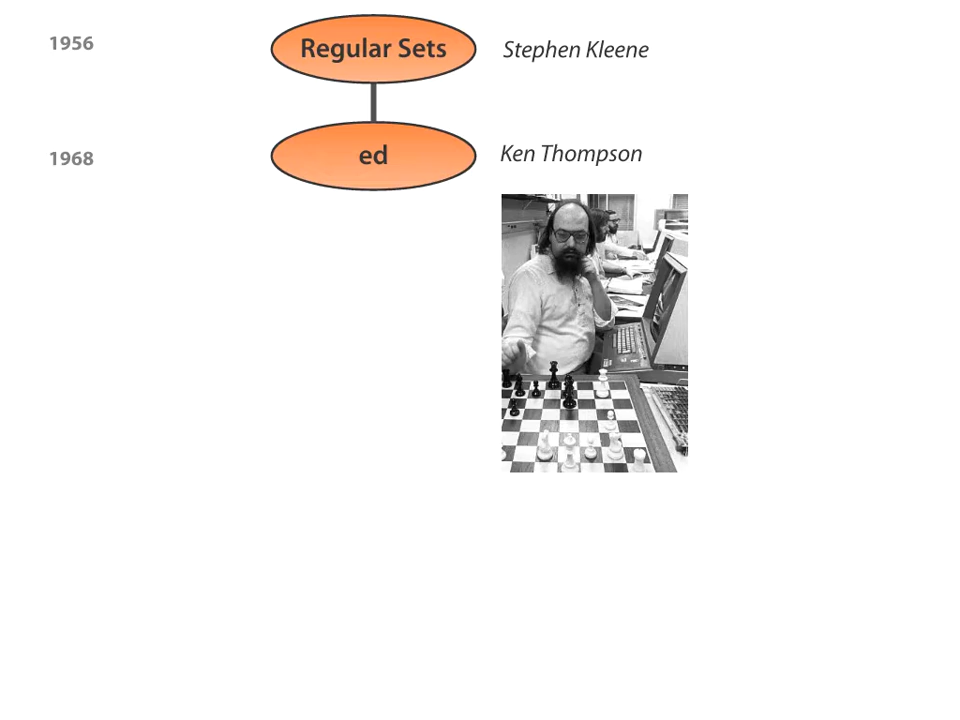 1956
Regular Sets
Stephen Kleene
1968
ed
Ken Thompson